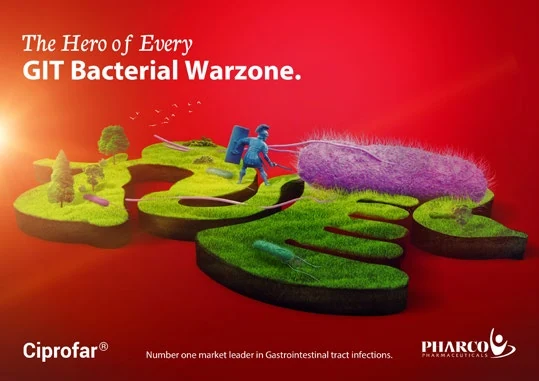 The Hero of Every
GIT Bacterial Warzone.
Ciprofar®
Number one market leader in Gastrointestinal tract infections.
PHARCO
PHARMACEUTICALS